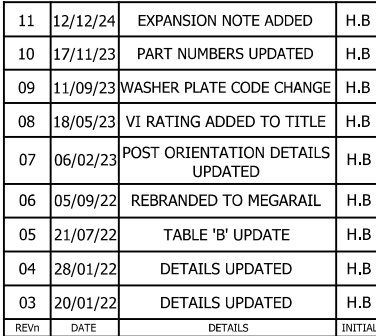 11 12/12/24 EXPANSION NOTE ADDED H.B
10 17/11/23 PART NUMBERS UPDATED H.B
09 11/09/23 WASHER PLATE CODE CHANGE H.B
08 18/05/23 VI RATING ADDED TO TITLE H.B
07 06/02/23 POST ORIENTATION DETAILS
UPDATED H.B
06 05/09/22 REBRANDED TO MEGARAIL H.B
05 21/07/22 TABLE 'B' UPDATE H.B
04 28/01/22 DETAILS UPDATED H.B
03 20/01/22 DETAILS UPDATED H.B
REVn DATE DETAILS INITIAL